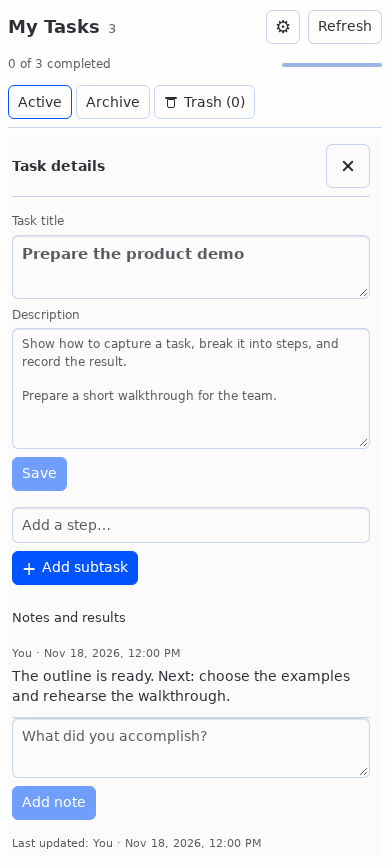 My Tasks 3
⚙ Refresh
0 of 3 completed
Active Archive Trash (0)
Task details
Task title
Prepare the product demo
Description
Show how to capture a task, break it into steps, and
record the result.
Prepare a short walkthrough for the team.
Save
Add a step...
+ Add subtask
Notes and results
You · Nov 18, 2026, 12:00 PM
The outline is ready. Next: choose the examples
and rehearse the walkthrough.
What did you accomplish?
Add note
Last updated: You · Nov 18, 2026, 12:00 PM